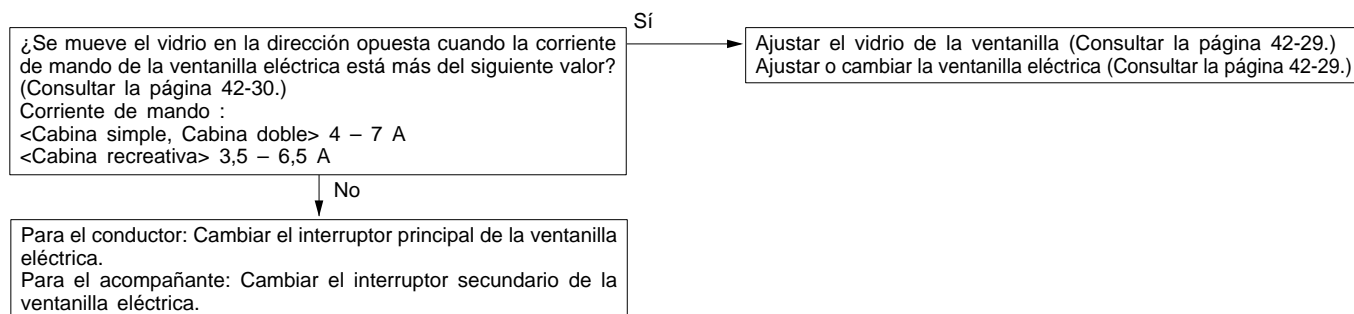 Sí
¿Se mueve el vidrio en la dirección opuesta cuando la corriente
de mando de la ventanilla eléctrica está más del siguiente valor?
(Consultar la página 42-30.)
Corriente de mando :
<Cabina simple, Cabina doble> 4 – 7 A
<Cabina recreativa> 3,5 – 6,5 A
Ajustar el vidrio de la ventanilla (Consultar la página 42-29.)
Ajustar o cambiar la ventanilla eléctrica (Consultar la página 42-29.)
No
Para el conductor: Cambiar el interruptor principal de la ventanilla
eléctrica.
Para el acompañante: Cambiar el interruptor secundario de la
ventanilla eléctrica.